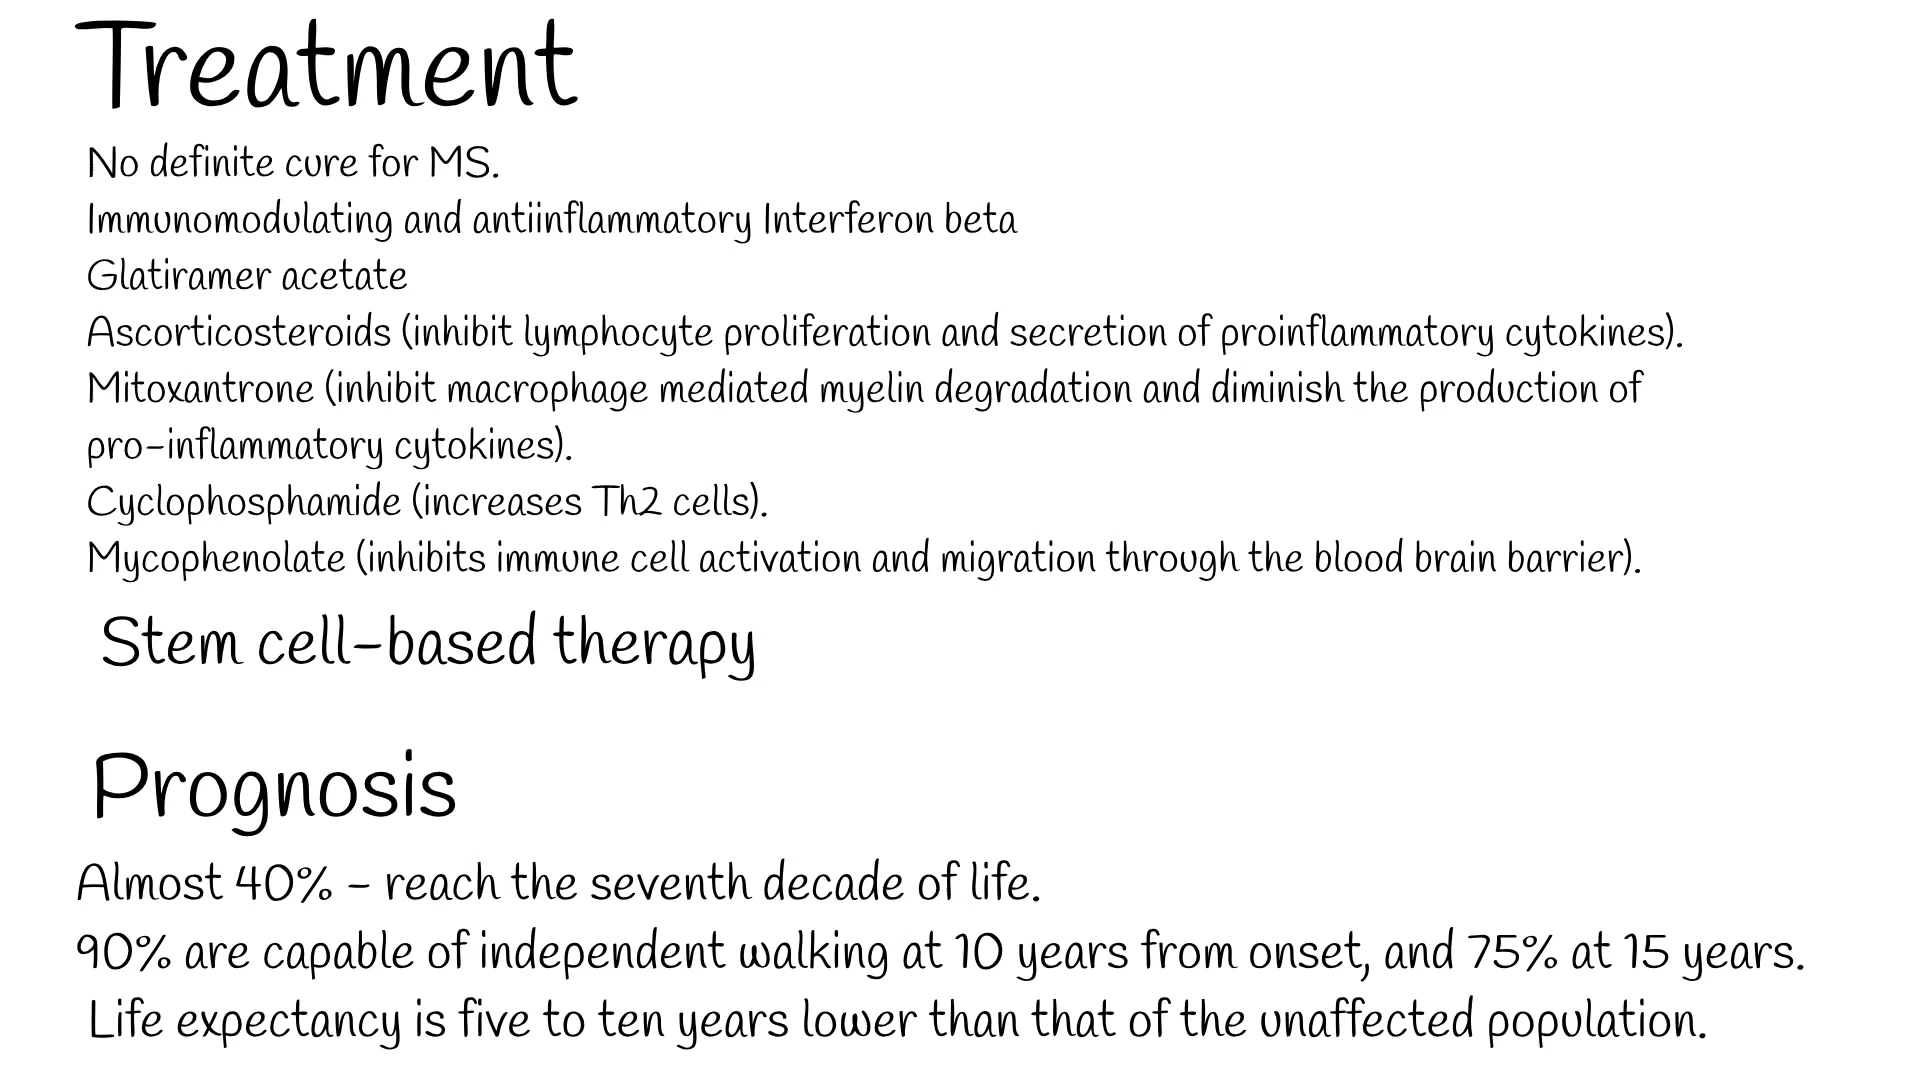 Treatment
No definite cure for MS.
Immunomodulating and antiinflammatory Interferon beta
Glatiramer acetate
Ascorticosteroids (inhibit lymphocyte proliferation and secretion of proinflammatory cytokines).
Mitoxantrone (inhibit macrophage mediated myelin degradation and diminish the production of
pro-inflammatory cytokines).
Cyclophosphamide (increases Th2 cells).
Mycophenolate (inhibits immune cell activation and migration through the blood brain barrier).
Stem cell-based therapy
Prognosis
Almost 40% - reach the seventh decade of life.
90% are capable of independent walking at 10 years from onset, and 75% at 15 years.
Life expectancy is five to ten years lower than that of the unaffected population.